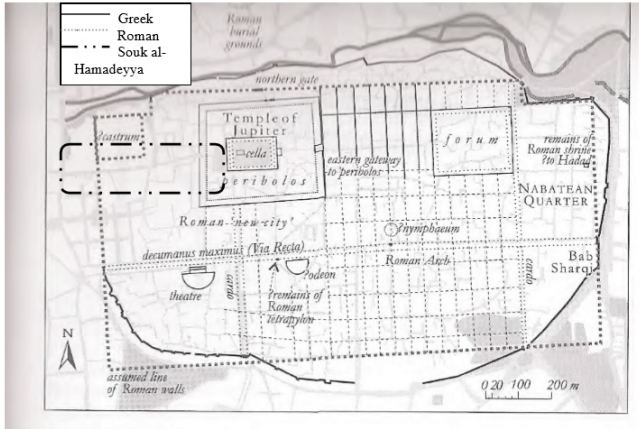 Greek
Roman
Souk al-
Hamadeyya
Roman
burial
grounds
northern gate
Temple of
Jupiter
?castrum
cella
peribolos
forum
eastern gateway
to peribolos
remains of
Roman shrine
?to Hadad
NABATEAN
QUARTER
Roman 'new-city'
?nymphaeum
decumanus maximus (Via Recta)
Roman Arch
Bab
Sharqi
theatre
?odeon
cardo
cardo
?remains of
Roman
tetrapylon
N
assumed line
of Roman walls
0 20 100 200 m